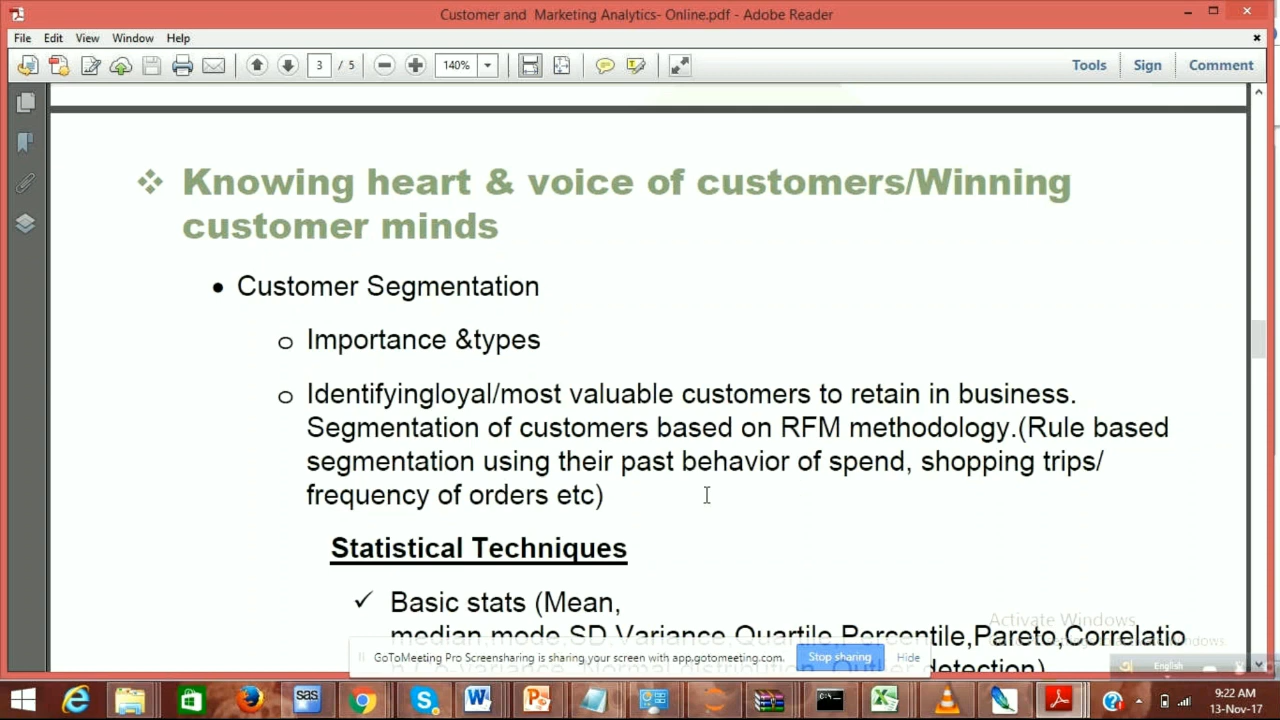 Customer and Marketing Analytics- Online.pdf - Adobe Reader
File Edit View Window Help
3 / 5 140% Tools Sign Comment
Knowing heart & voice of customers/Winning
customer minds
Customer Segmentation
Importance &types
Identifyingloyal/most valuable customers to retain in business.
Segmentation of customers based on RFM methodology.(Rule based
segmentation using their past behavior of spend, shopping trips/
frequency of orders etc)
Statistical Techniques
Basic stats (Mean,
Activate Windows
median,mode,SD,Variance,Quartile,Percentile,Pareto,Correlatio
GoToMeeting Pro Screensharing is sharing your screen with app.gotomeeting.com. Stop sharing Hide
detection)
English
9:22 AM
13-Nov-17